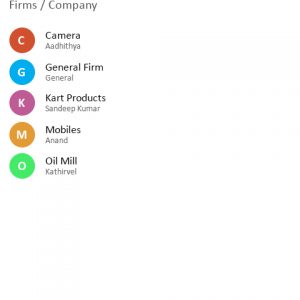 Firms / Company
C
Camera
Aadhithya
G
General Firm
General
K
Kart Products
Sandeep Kumar
M
Mobiles
Anand
O
Oil Mill
Kathirvel